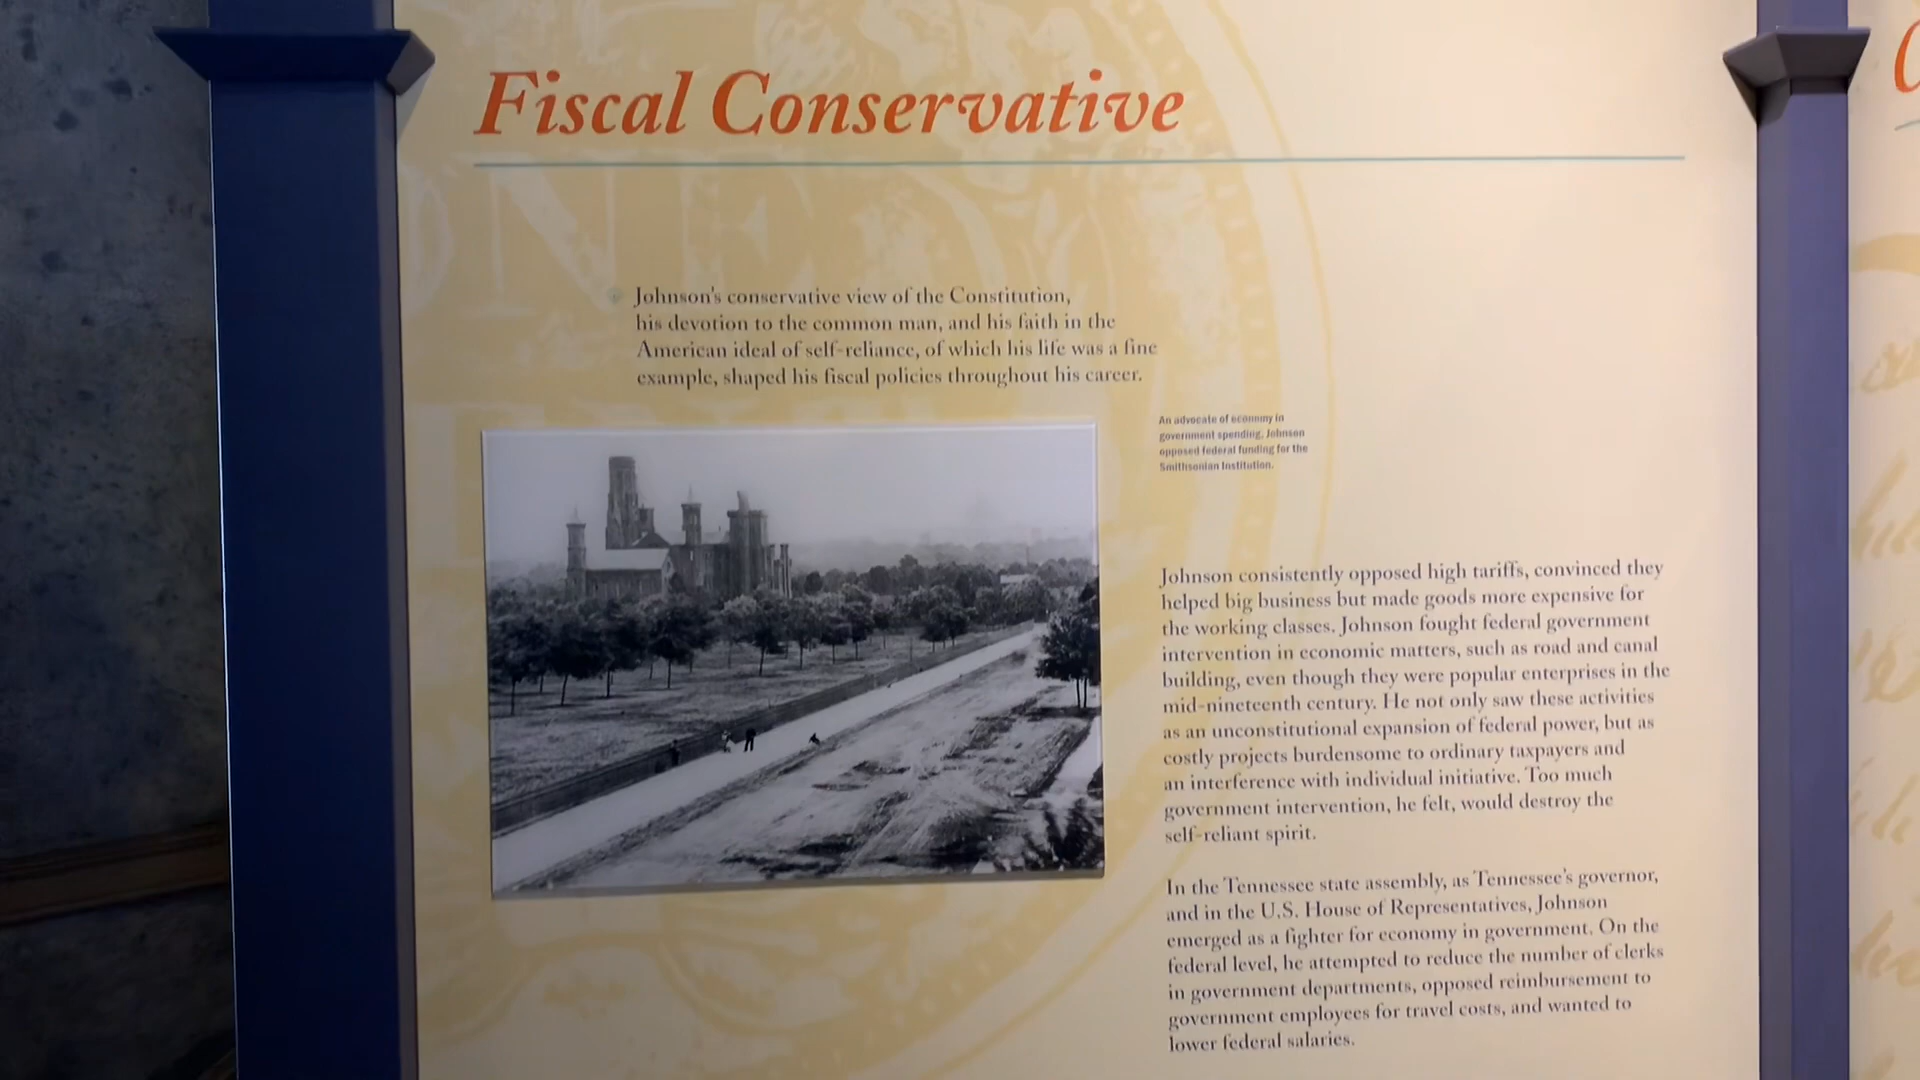 Fiscal Conservative
Johnson's conservative view of the Constitution,
his devotion to the common man, and his faith in the
American ideal of self-reliance, of which his life was a fine
example, shaped his fiscal policies throughout his career.
An advocate of economy in
government spending, Johnson
opposed federal funding for the
Smithsonian Institution.
Johnson consistently opposed high tariffs, convinced they
helped big business but made goods more expensive for
the working classes. Johnson fought federal government
intervention in economic matters, such as road and canal
building, even though they were popular enterprises in the
mid-nineteenth century. He not only saw these activities
as an unconstitutional expansion of federal power, but as
costly projects burdensome to ordinary taxpayers and
an interference with individual initiative. Too much
government intervention, he felt, would destroy the
self-reliant spirit.
In the Tennessee state assembly, as Tennessee's governor,
and in the U.S. House of Representatives, Johnson
emerged as a fighter for economy in government. On the
federal level, he attempted to reduce the number of clerks
in government departments, opposed reimbursement to
government employees for travel costs, and wanted to
lower federal salaries.